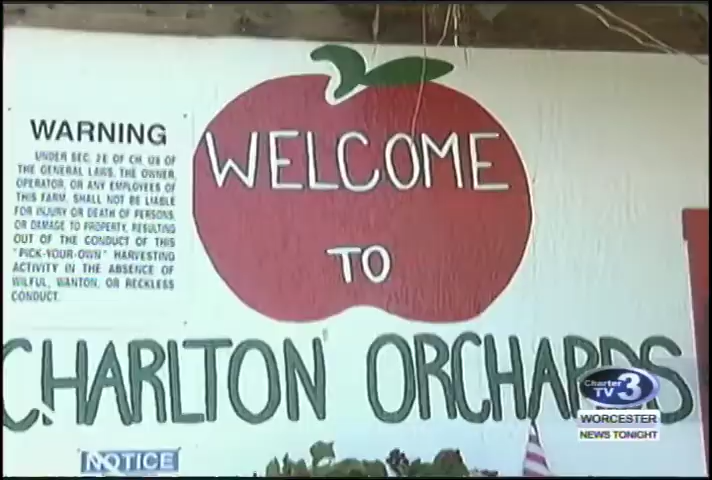 WARNING
UNDER SEC. 2E OF CH. 128 OF
THE GENERAL LAWS, THE OWNER,
OPERATOR, OR ANY EMPLOYEES OF
THIS FARM, SHALL NOT BE LIABLE
FOR INJURY OR DEATH OF PERSONS,
OR DAMAGE TO PROPERTY, RESULTING
OUT OF THE CONDUCT OF THIS
"PICK-YOUR-OWN" HARVESTING
ACTIVITY IN THE ABSENCE OF
WILFUL, WANTON, OR RECKLESS
CONDUCT.
WELCOME
TO
CHARLTON ORCHARDS
NOTICE
Charter
TV 3
WORCESTER
NEWS TONIGHT